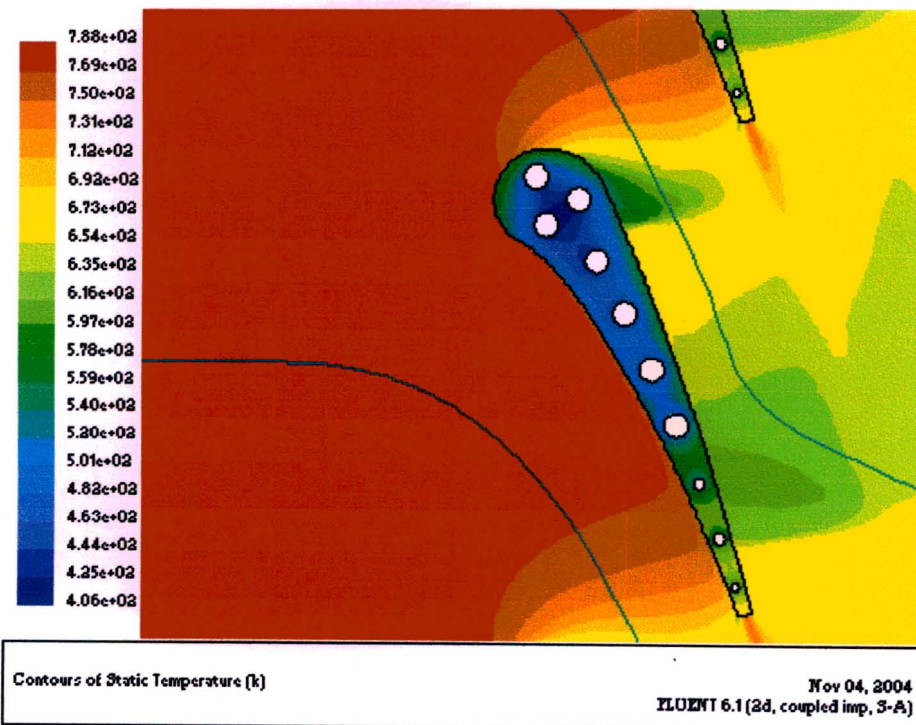 7.88e+02
7.69e+02
7.50e+02
7.31e+02
7.12e+02
6.92e+02
6.73e+02
6.54e+02
6.35e+02
6.16e+02
5.97e+02
5.78e+02
5.59e+02
5.40e+02
5.20e+02
5.01e+02
4.82e+02
4.63e+02
4.44e+02
4.25e+02
4.06e+02
Contours of Static Temperature (k)
Nov 04, 2004
FLUENT 6.1 (2d, coupled imp, S-A)